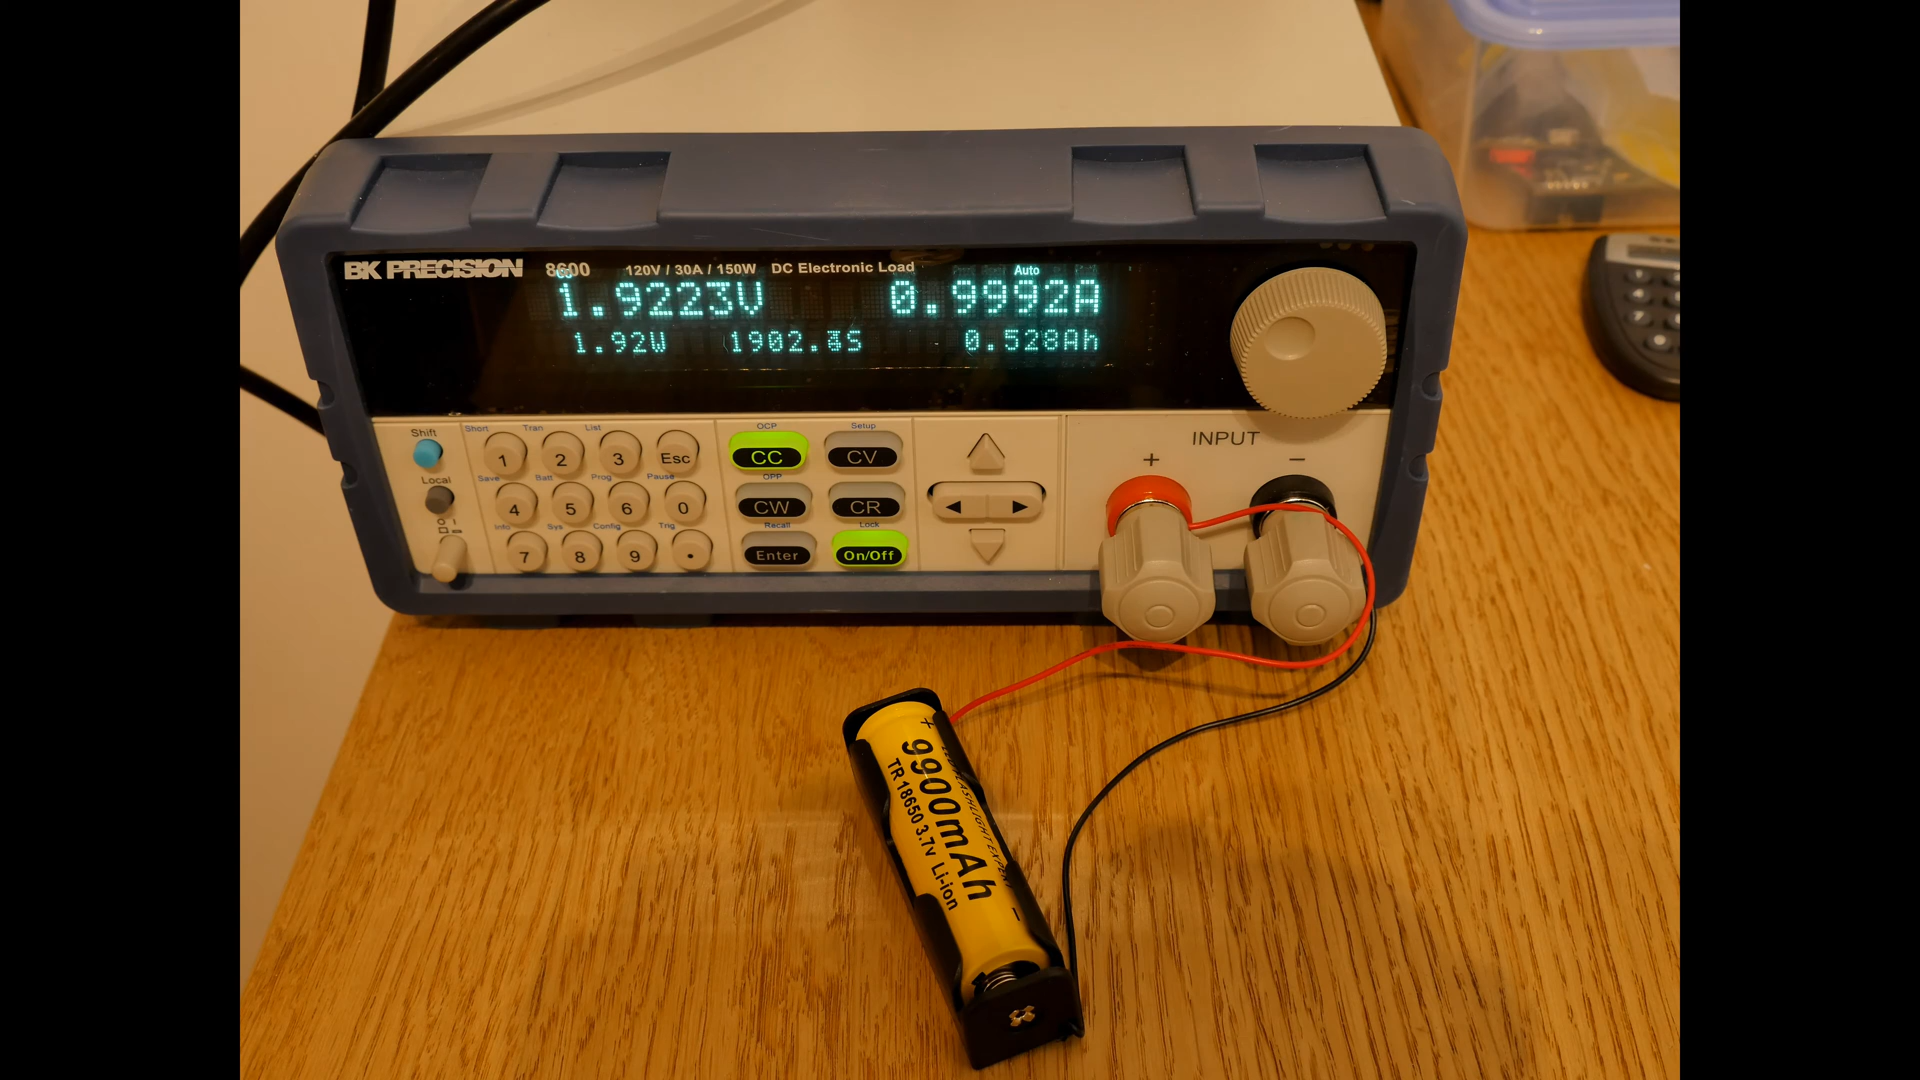 BK PRECISION 8600 120V / 30A / 150W DC Electronic Load Auto
1.9223V 0.9992A
1.92W 0.528Ah
Shift
Local
Short Tran List
1 2 3 Esc
Save Batt Prog Pause
4 5 6 0
Info Sys Config Trig
7 8 9 .
OCP Setup
CC CV
OPP
CW CR
Recall Lock
Enter On/Off
INPUT
+ −
+
9900mAh
TR 18650 3.7v Li-ion
−